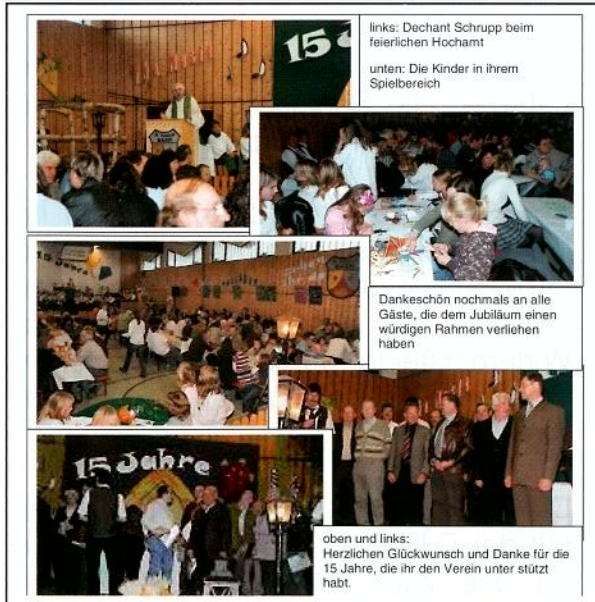 15 J
links: Dechant Schrupp beim
feierlichen Hochamt
unten: Die Kinder in ihrem
Spielbereich
15 Jahre
Dankeschön nochmals an alle
Gäste, die dem Jubiläum einen
würdigen Rahmen verliehen
haben
15 Jahre
oben und links:
Herzlichen Glückwunsch und Danke für die
15 Jahre, die ihr den Verein unter stützt
habt.